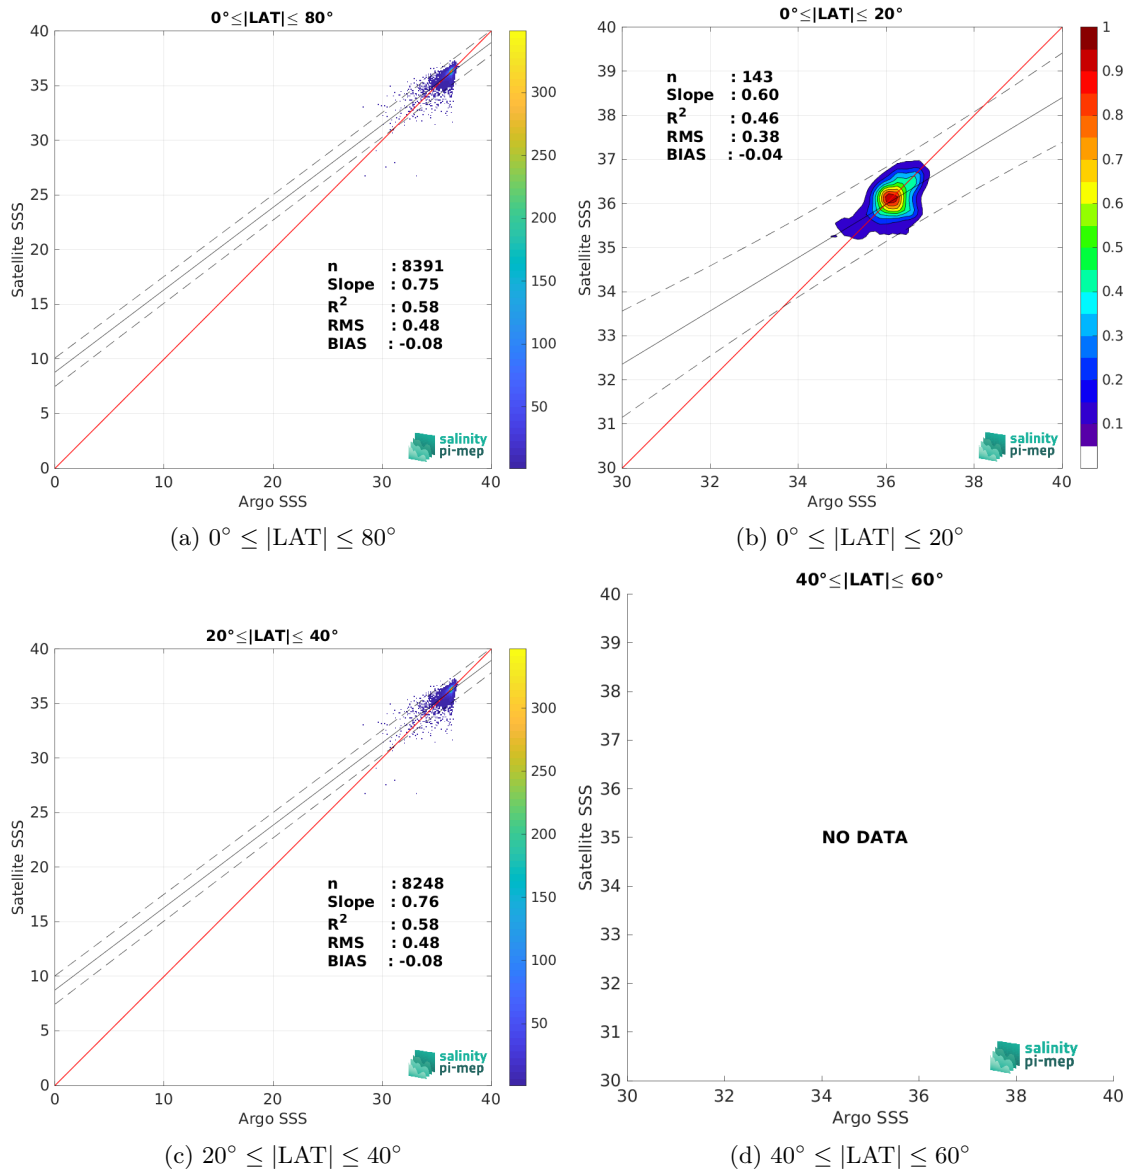 0°≤|LAT|≤ 80°
40
35
30
25
20
15
10
5
0
0
10
20
30
40
Satellite SSS
Argo SSS
n : 8391
Slope : 0.75
R² : 0.58
RMS : 0.48
BIAS : -0.08
300
250
200
150
100
50
salinity
pi-mep
(a) 0° ≤ |LAT| ≤ 80°
0°≤|LAT|≤ 20°
40
39
38
37
36
35
34
33
32
31
30
30
32
34
36
38
40
Satellite SSS
Argo SSS
n : 143
Slope : 0.60
R² : 0.46
RMS : 0.38
BIAS : -0.04
1
0.9
0.8
0.7
0.6
0.5
0.4
0.3
0.2
0.1
salinity
pi-mep
(b) 0° ≤ |LAT| ≤ 20°
20°≤|LAT|≤ 40°
40
35
30
25
20
15
10
5
0
0
10
20
30
40
Satellite SSS
Argo SSS
n : 8248
Slope : 0.76
R² : 0.58
RMS : 0.48
BIAS : -0.08
300
250
200
150
100
50
salinity
pi-mep
(c) 20° ≤ |LAT| ≤ 40°
40°≤|LAT|≤ 60°
40
39
38
37
36
35
34
33
32
31
30
30
32
34
36
38
40
Satellite SSS
Argo SSS
NO DATA
salinity
pi-mep
(d) 40° ≤ |LAT| ≤ 60°